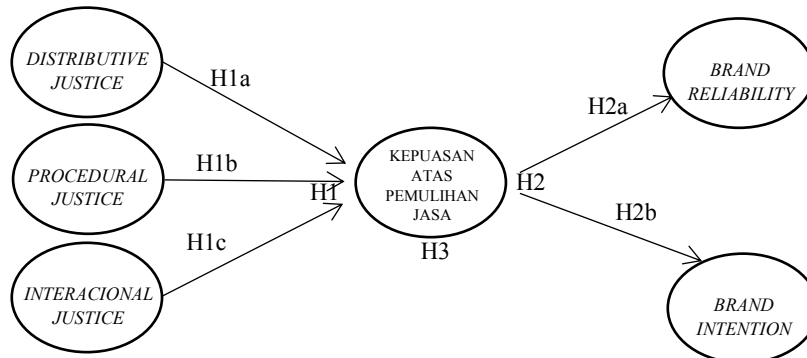 DISTRIBUTIVE
JUSTICE
H1a
PROCEDURAL
JUSTICE
H1b
H1
INTERACIONAL
JUSTICE
H1c
KEPUASAN
ATAS
PEMULIHAN
JASA
H3
H2
H2a
BRAND
RELIABILITY
H2b
BRAND
INTENTION